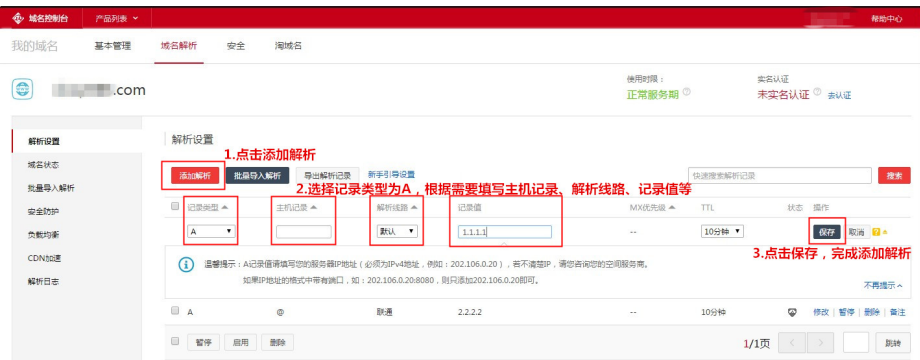 域名控制台 产品列表 帮助中心
我的域名 基本管理 域名解析 安全 淘域名
.com
使用时限： 实名认证
正常服务期 未实名认证 去认证
解析设置
域名状态
批量导入解析
安全防护
负载均衡
CDN加速
解析日志
解析设置
1.点击添加解析
添加解析 批量导入解析 导出解析记录 新手引导设置 快速搜索解析记录 搜索
2.选择记录类型为A，根据需要填写主机记录、解析线路、记录值等
记录类型 主机记录 解析线路 记录值 MX优先级 TTL 状态 操作
A 默认 1.1.1.1 -- 10分钟 保存 取消
3.点击保存，完成添加解析
温馨提示：A记录值请填写您的服务器IP地址（必须为IPv4地址，例如：202.106.0.20），若不清楚IP，请您咨询您的空间服务商。
如果IP地址的格式中带有端口，如：202.106.0.20:8080，则只添加202.106.0.20即可。
不再提示
A @ 联通 2.2.2.2 -- 10分钟 修改 | 暂停 | 删除 | 备注
暂停 启用 删除 1/1页 跳转